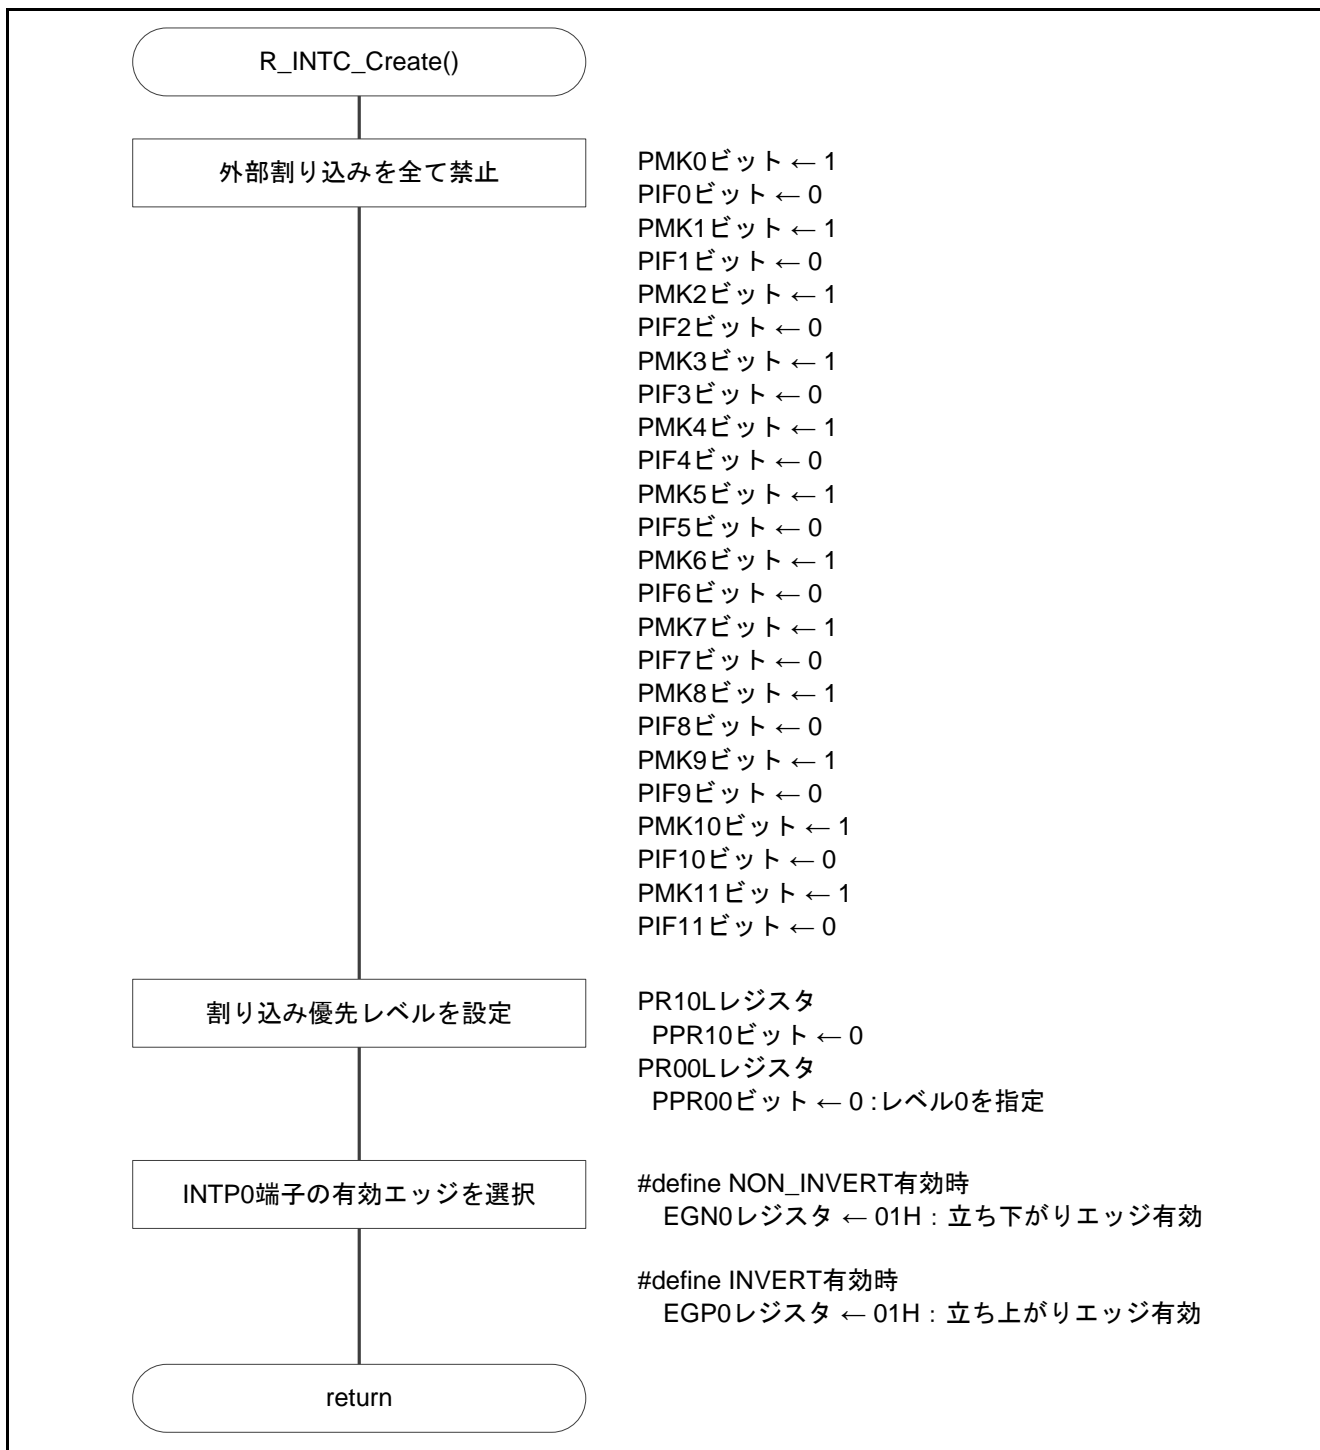 R_INTC_Create()
外部割り込みを全て禁止
PMK0ビット ← 1
PIF0ビット ← 0
PMK1ビット ← 1
PIF1ビット ← 0
PMK2ビット ← 1
PIF2ビット ← 0
PMK3ビット ← 1
PIF3ビット ← 0
PMK4ビット ← 1
PIF4ビット ← 0
PMK5ビット ← 1
PIF5ビット ← 0
PMK6ビット ← 1
PIF6ビット ← 0
PMK7ビット ← 1
PIF7ビット ← 0
PMK8ビット ← 1
PIF8ビット ← 0
PMK9ビット ← 1
PIF9ビット ← 0
PMK10ビット ← 1
PIF10ビット ← 0
PMK11ビット ← 1
PIF11ビット ← 0
割り込み優先レベルを設定
PR10Lレジスタ
PPR10ビット ← 0
PR00Lレジスタ
PPR00ビット ← 0 :レベル0を指定
INTP0端子の有効エッジを選択
#define NON_INVERT有効時
EGN0レジスタ ← 01H：立ち下がりエッジ有効
#define INVERT有効時
EGP0レジスタ ← 01H：立ち上がりエッジ有効
return